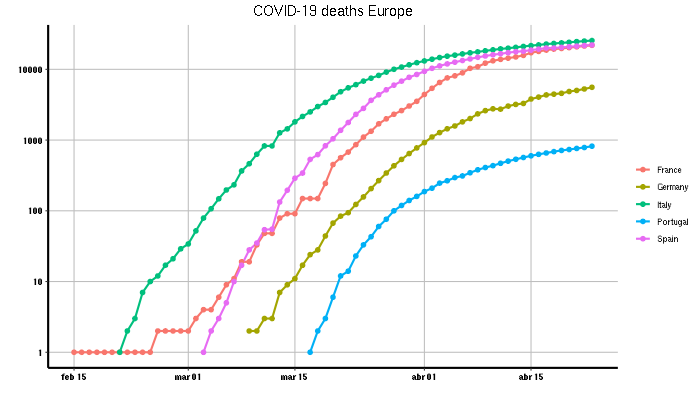 COVID-19 deaths Europe
10000
1000
100
10
1
feb 15
mar 01
mar 15
abr 01
abr 15
France
Germany
Italy
Portugal
Spain